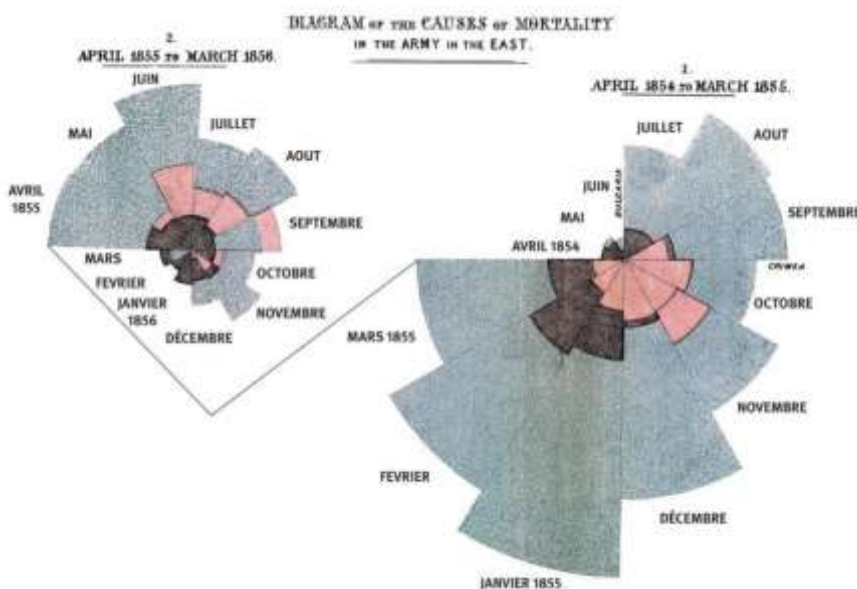 DIAGRAM OF THE CAUSES OF MORTALITY
IN THE ARMY IN THE EAST.
2.
APRIL 1855 TO MARCH 1856.
JUIN
MAI
JUILLET
AOUT
AVRIL
1855
SEPTEMBRE
MARS
OCTOBRE
FEVRIER
JANVIER
1856
NOVEMBRE
DÉCEMBRE
1.
APRIL 1854 TO MARCH 1855.
JUILLET
AOUT
JUIN
BULGARIA
MAI
SEPTEMBRE
AVRIL 1854
CRIMEA
OCTOBRE
MARS 1855
NOVEMBRE
FEVRIER
DÉCEMBRE
JANVIER 1855